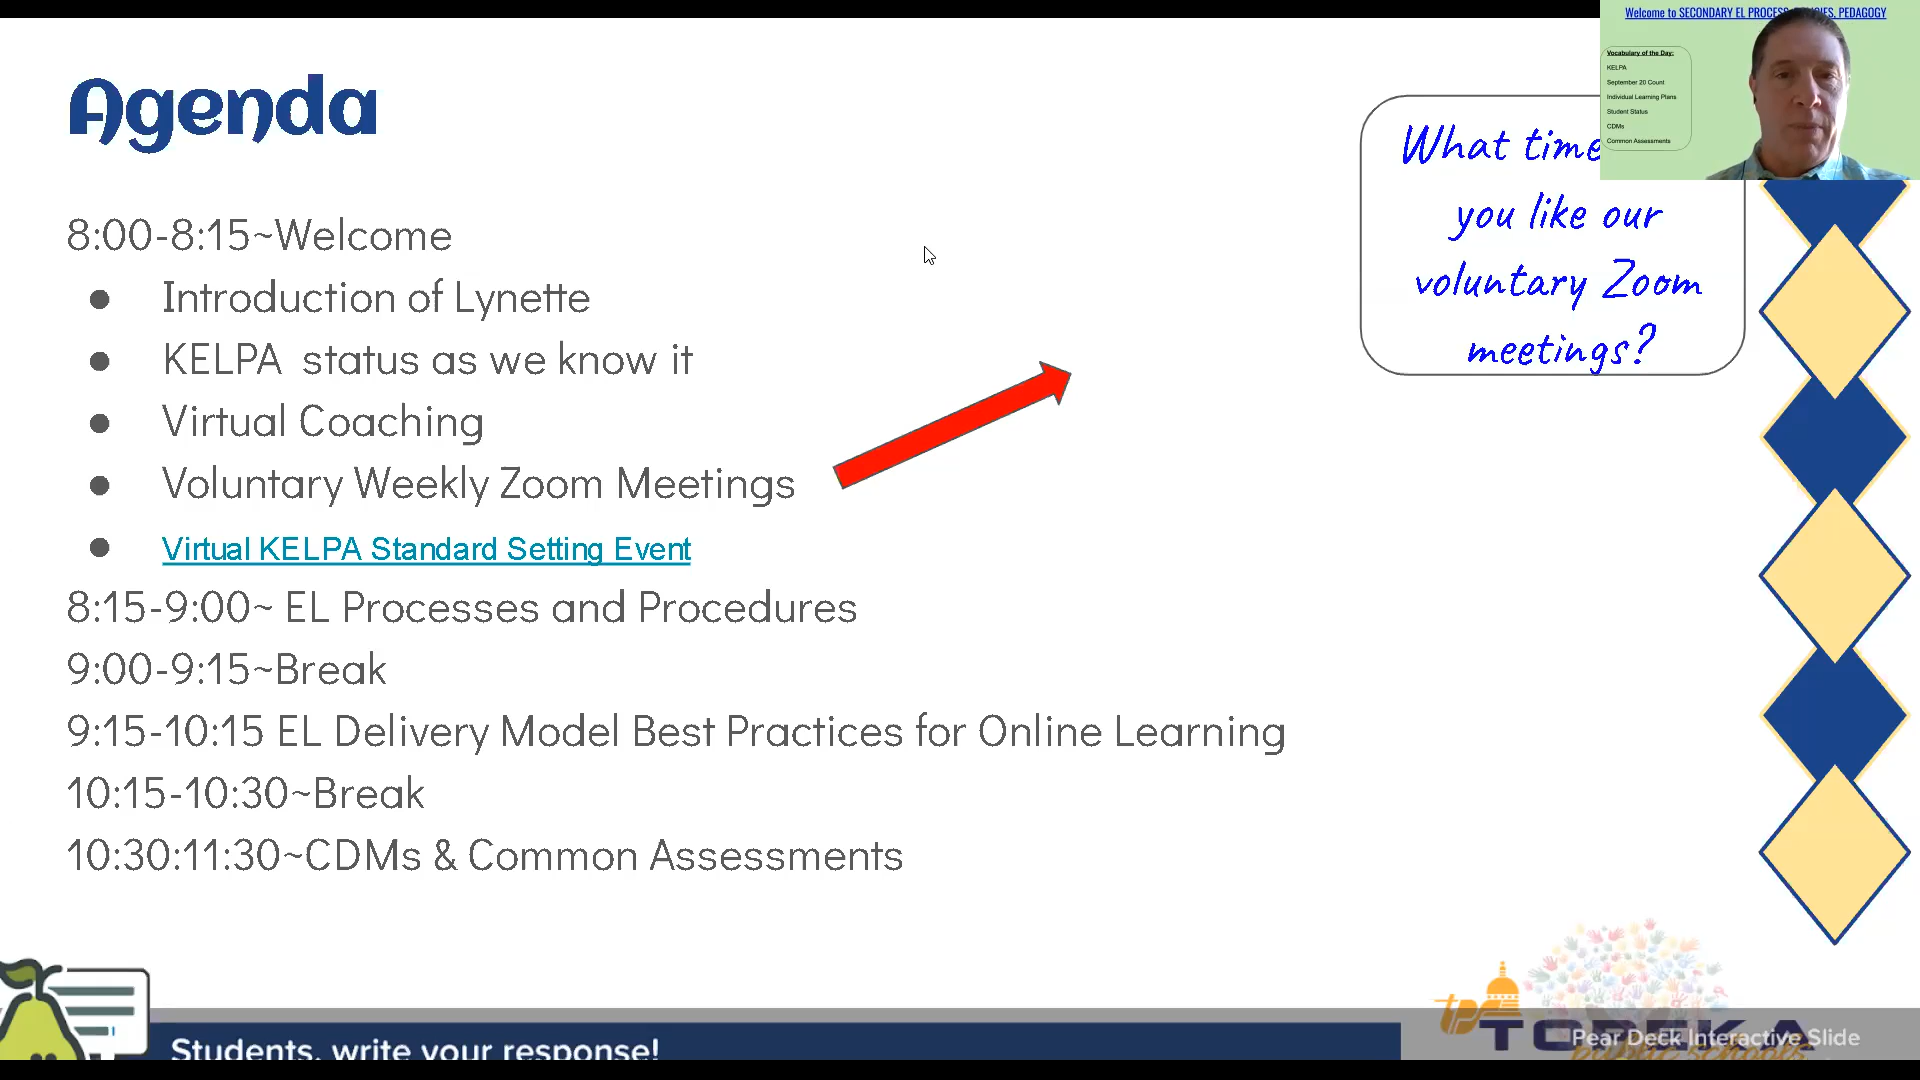 Agenda
8:00-8:15~Welcome
● Introduction of Lynette
● KELPA status as we know it
● Virtual Coaching
● Voluntary Weekly Zoom Meetings
● Virtual KELPA Standard Setting Event
8:15-9:00~ EL Processes and Procedures
9:00-9:15~Break
9:15-10:15 EL Delivery Model Best Practices for Online Learning
10:15-10:30~Break
10:30:11:30~CDMs & Common Assessments
What time
you like our
voluntary Zoom
meetings?
Welcome to SECONDARY EL PEDAGOGY
Vocabulary of the Day:
KELPA
September 20 Count
Individual Learning Plans
Student Status
CDMs
Common Assessments
Students, write your response!
tps
TOPEKA
public schools
Pear Deck Interactive Slide